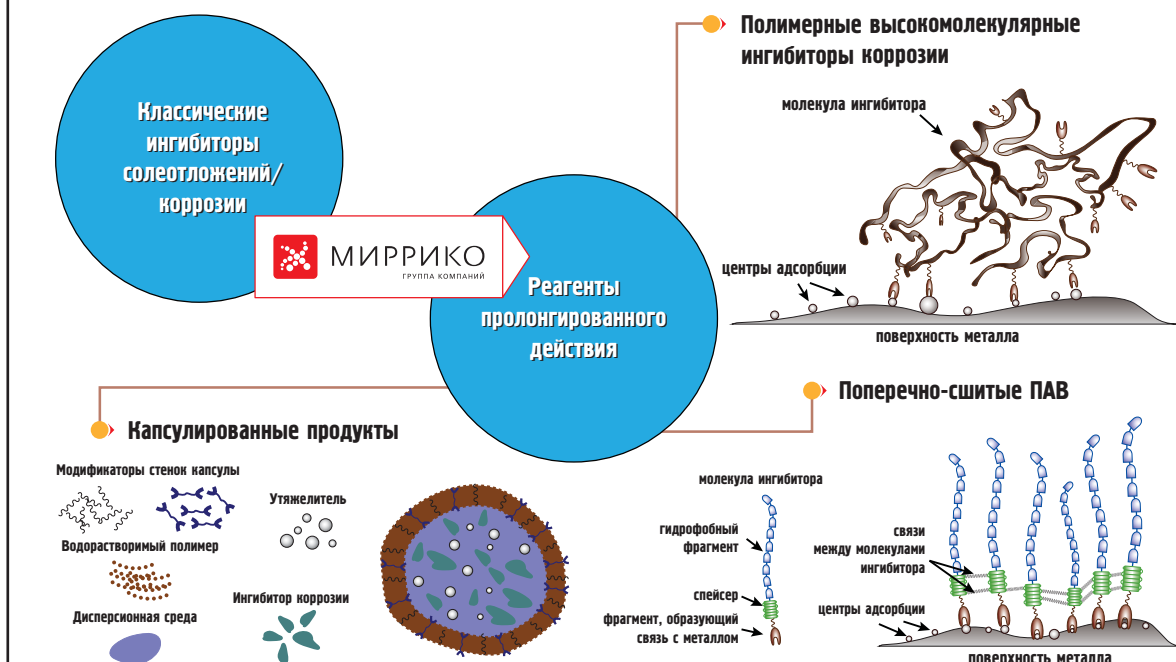 Классические
ингибиторы
солеотложений/
коррозии
МИРРИКО
ГРУППА КОМПАНИЙ
Реагенты
пролонгированного
действия
Полимерные высокомолекулярные
ингибиторы коррозии
молекула ингибитора
центры адсорбции
поверхность металла
Капсулированные продукты
Модификаторы стенок капсулы
Утяжелитель
Водорастворимый полимер
Дисперсионная среда
Ингибитор коррозии
Поперечно-сшитые ПАВ
молекула ингибитора
гидрофобный
фрагмент
спейсер
фрагмент, образующий
связь с металлом
связи
между молекулами
ингибитора
центры адсорбции
поверхность металла